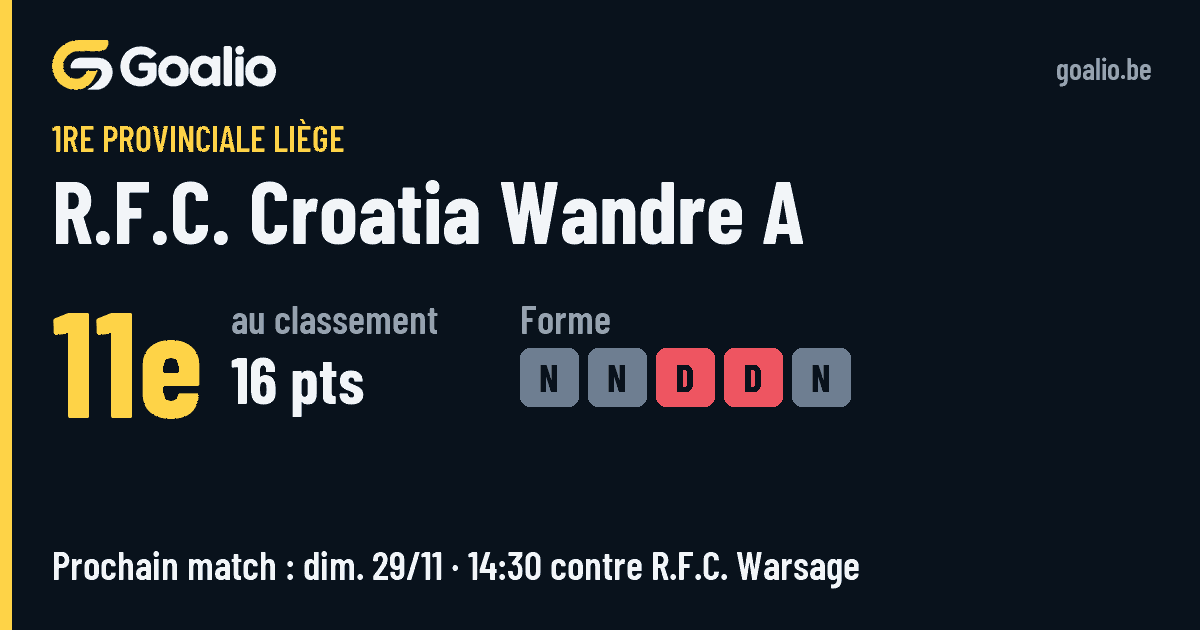 Goalio
goalio.be
1RE PROVINCIALE LIÈGE
R.F.C. Croatia Wandre A
11e
au classement
16 pts
Forme
N N D D N
Prochain match : dim. 29/11 · 14:30 contre R.F.C. Warsage